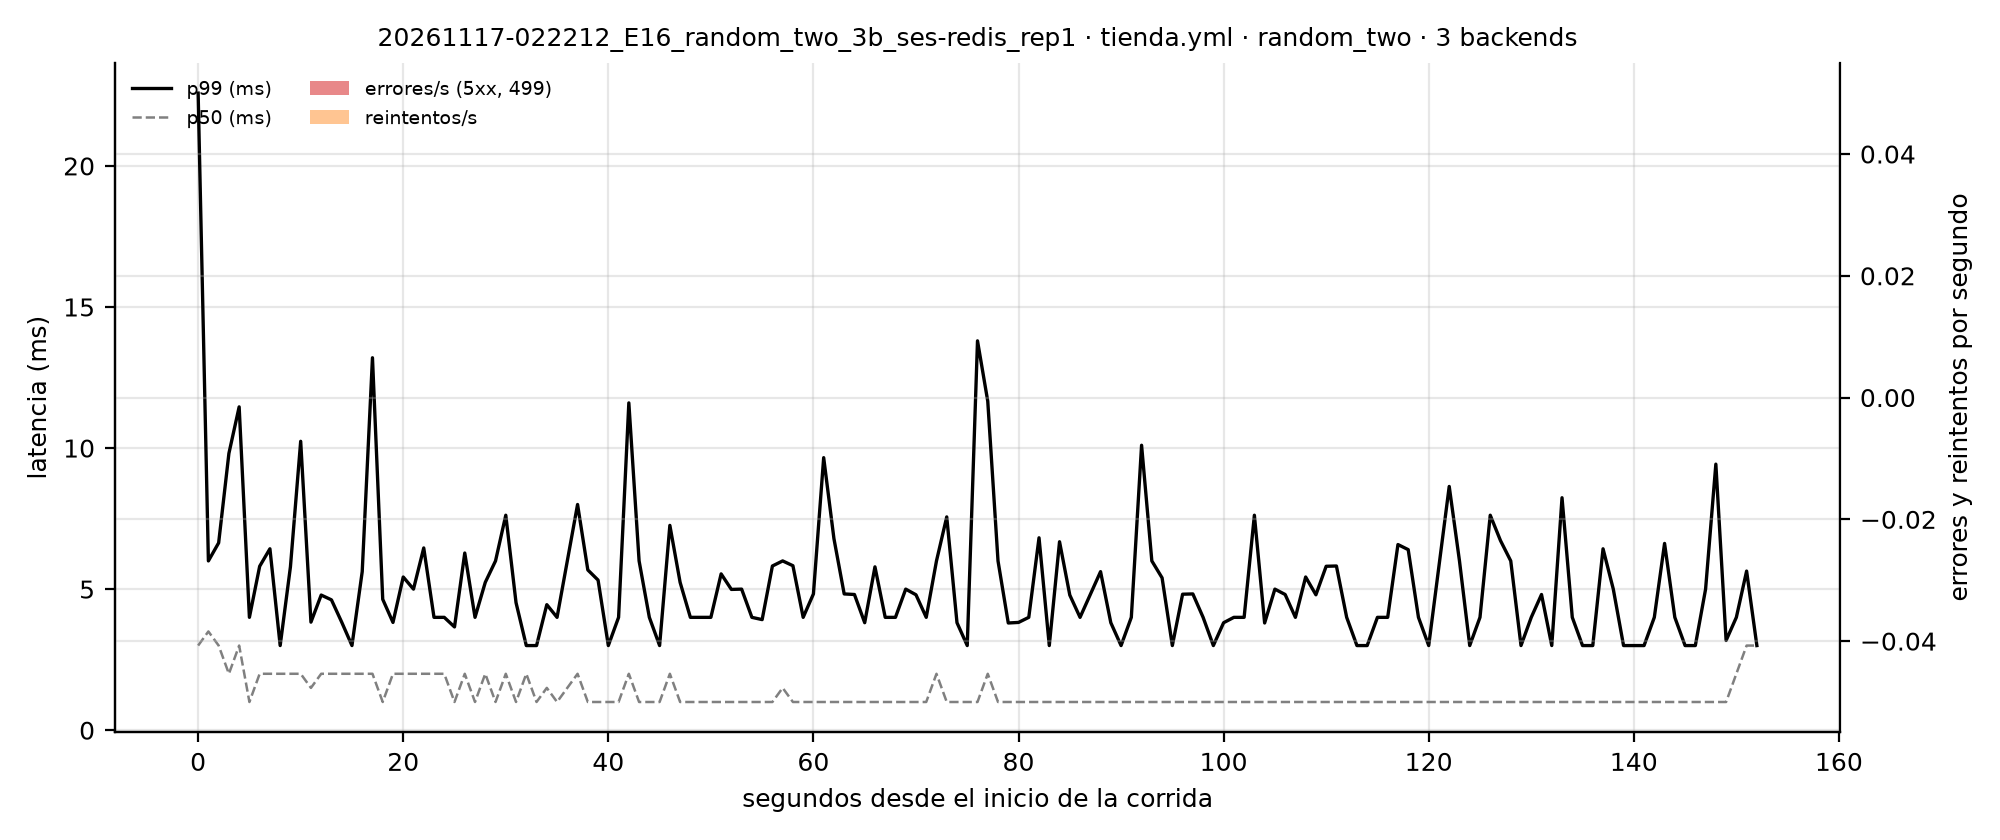 20261117-022212_E16_random_two_3b_ses-redis_rep1 · tienda.yml · random_two · 3 backends
p99 (ms)
p50 (ms)
errores/s (5xx, 499)
reintentos/s
latencia (ms)
20
15
10
5
0
0.04
0.02
0.00
−0.02
−0.04
errores y reintentos por segundo
0 20 40 60 80 100 120 140 160
segundos desde el inicio de la corrida